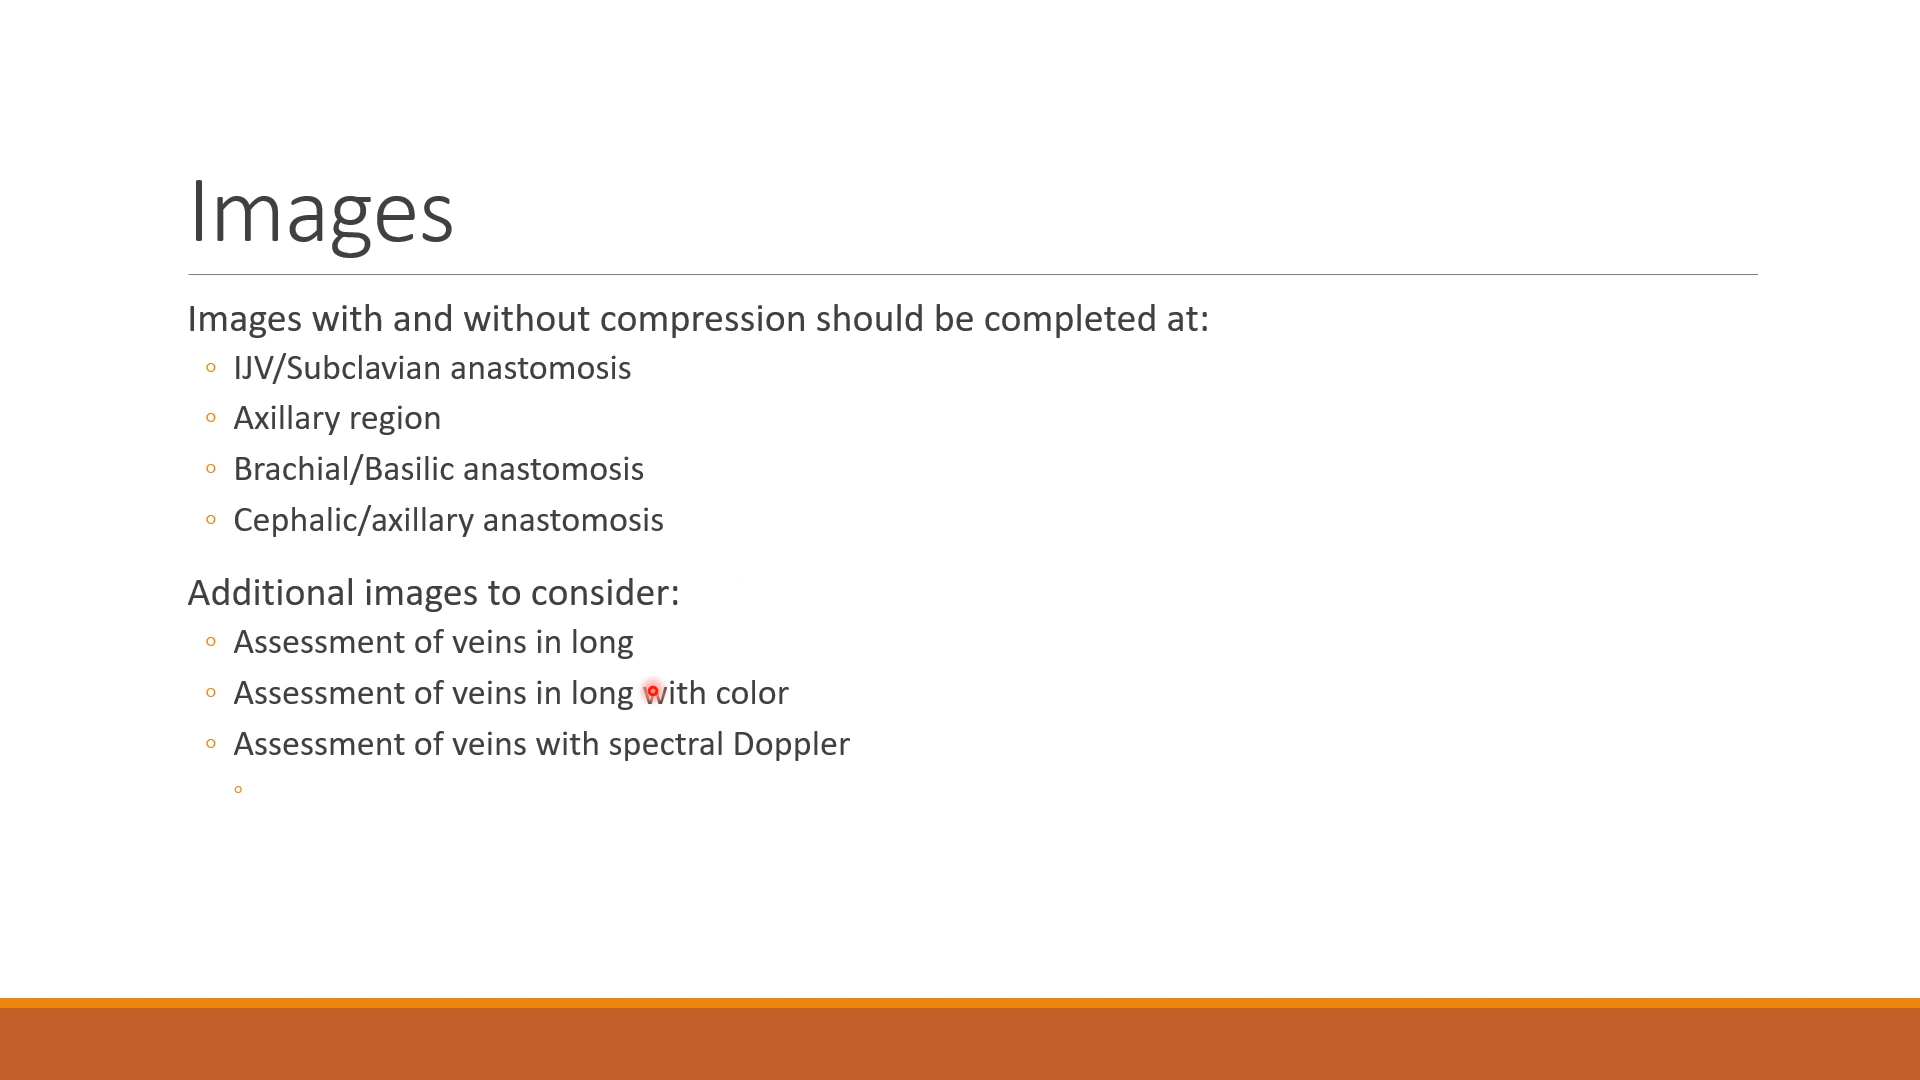 Images
Images with and without compression should be completed at:
◦ IJV/Subclavian anastomosis
◦ Axillary region
◦ Brachial/Basilic anastomosis
◦ Cephalic/axillary anastomosis
Additional images to consider:
◦ Assessment of veins in long
◦ Assessment of veins in long with color
◦ Assessment of veins with spectral Doppler
◦